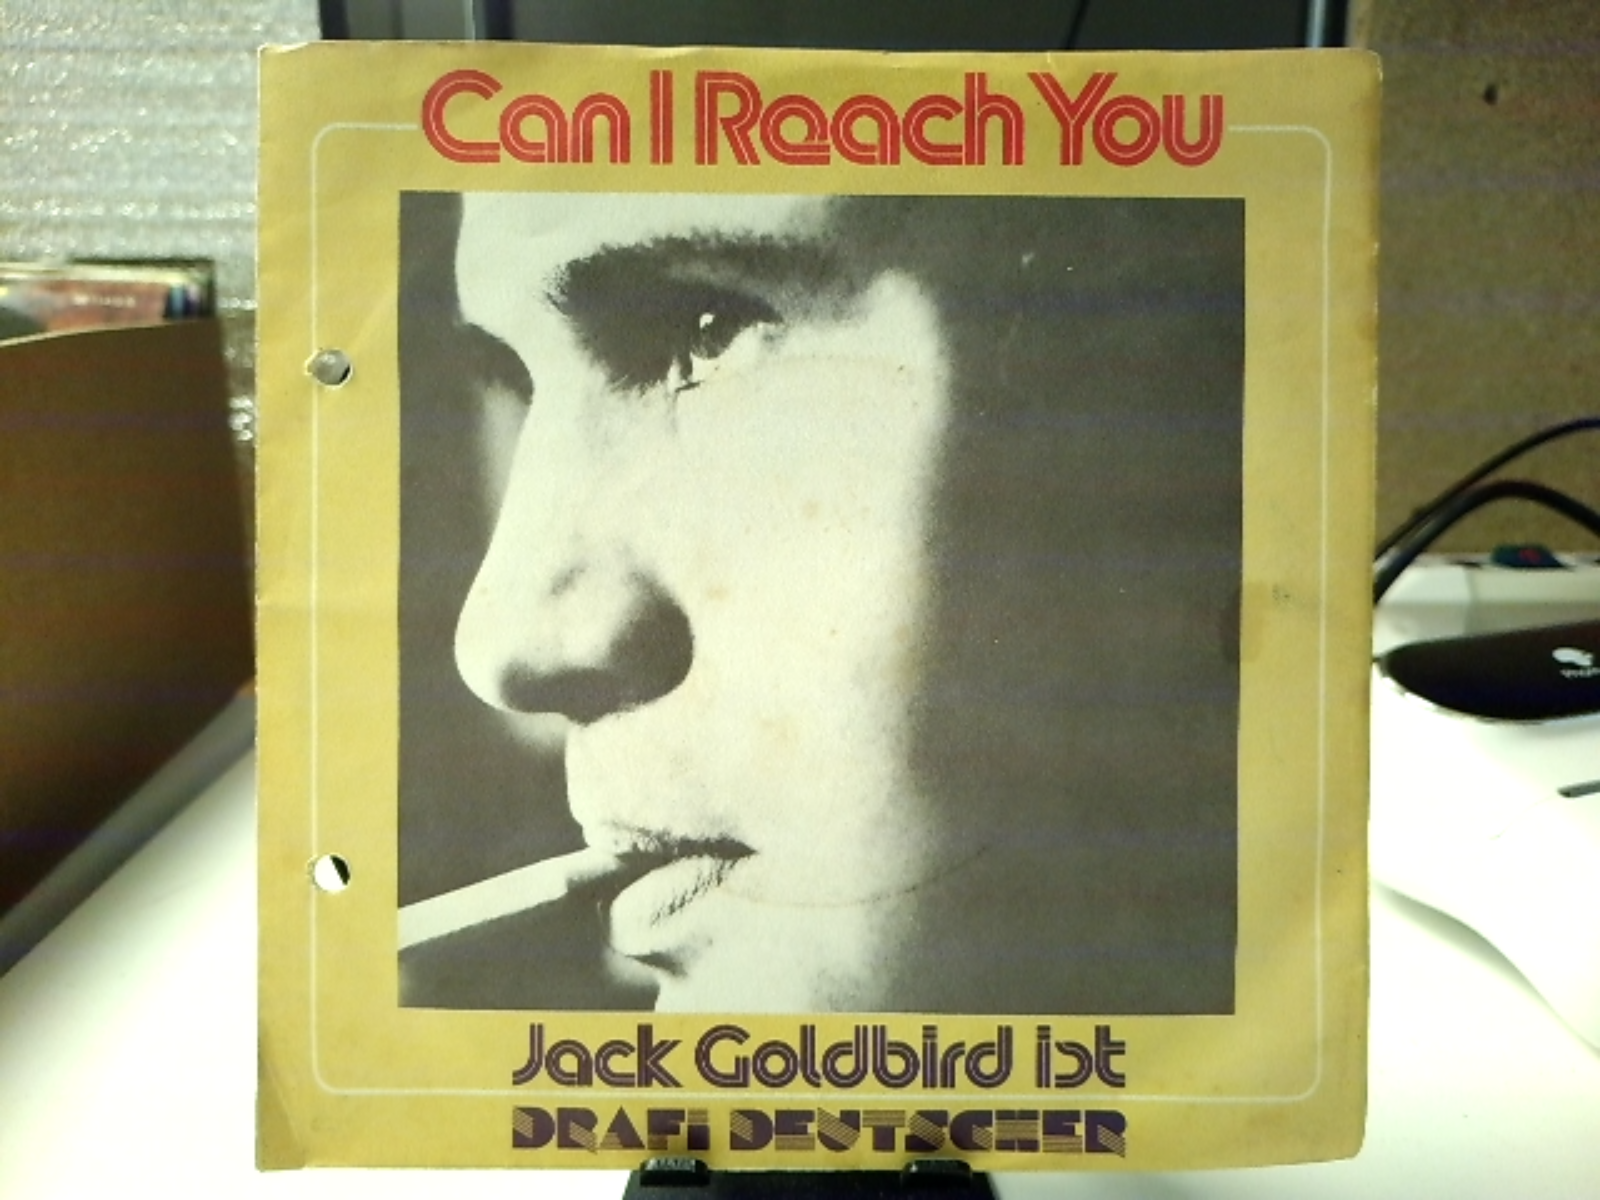 Can I Reach You
Jack Goldbird ist
DRAFI DEUTSCHER